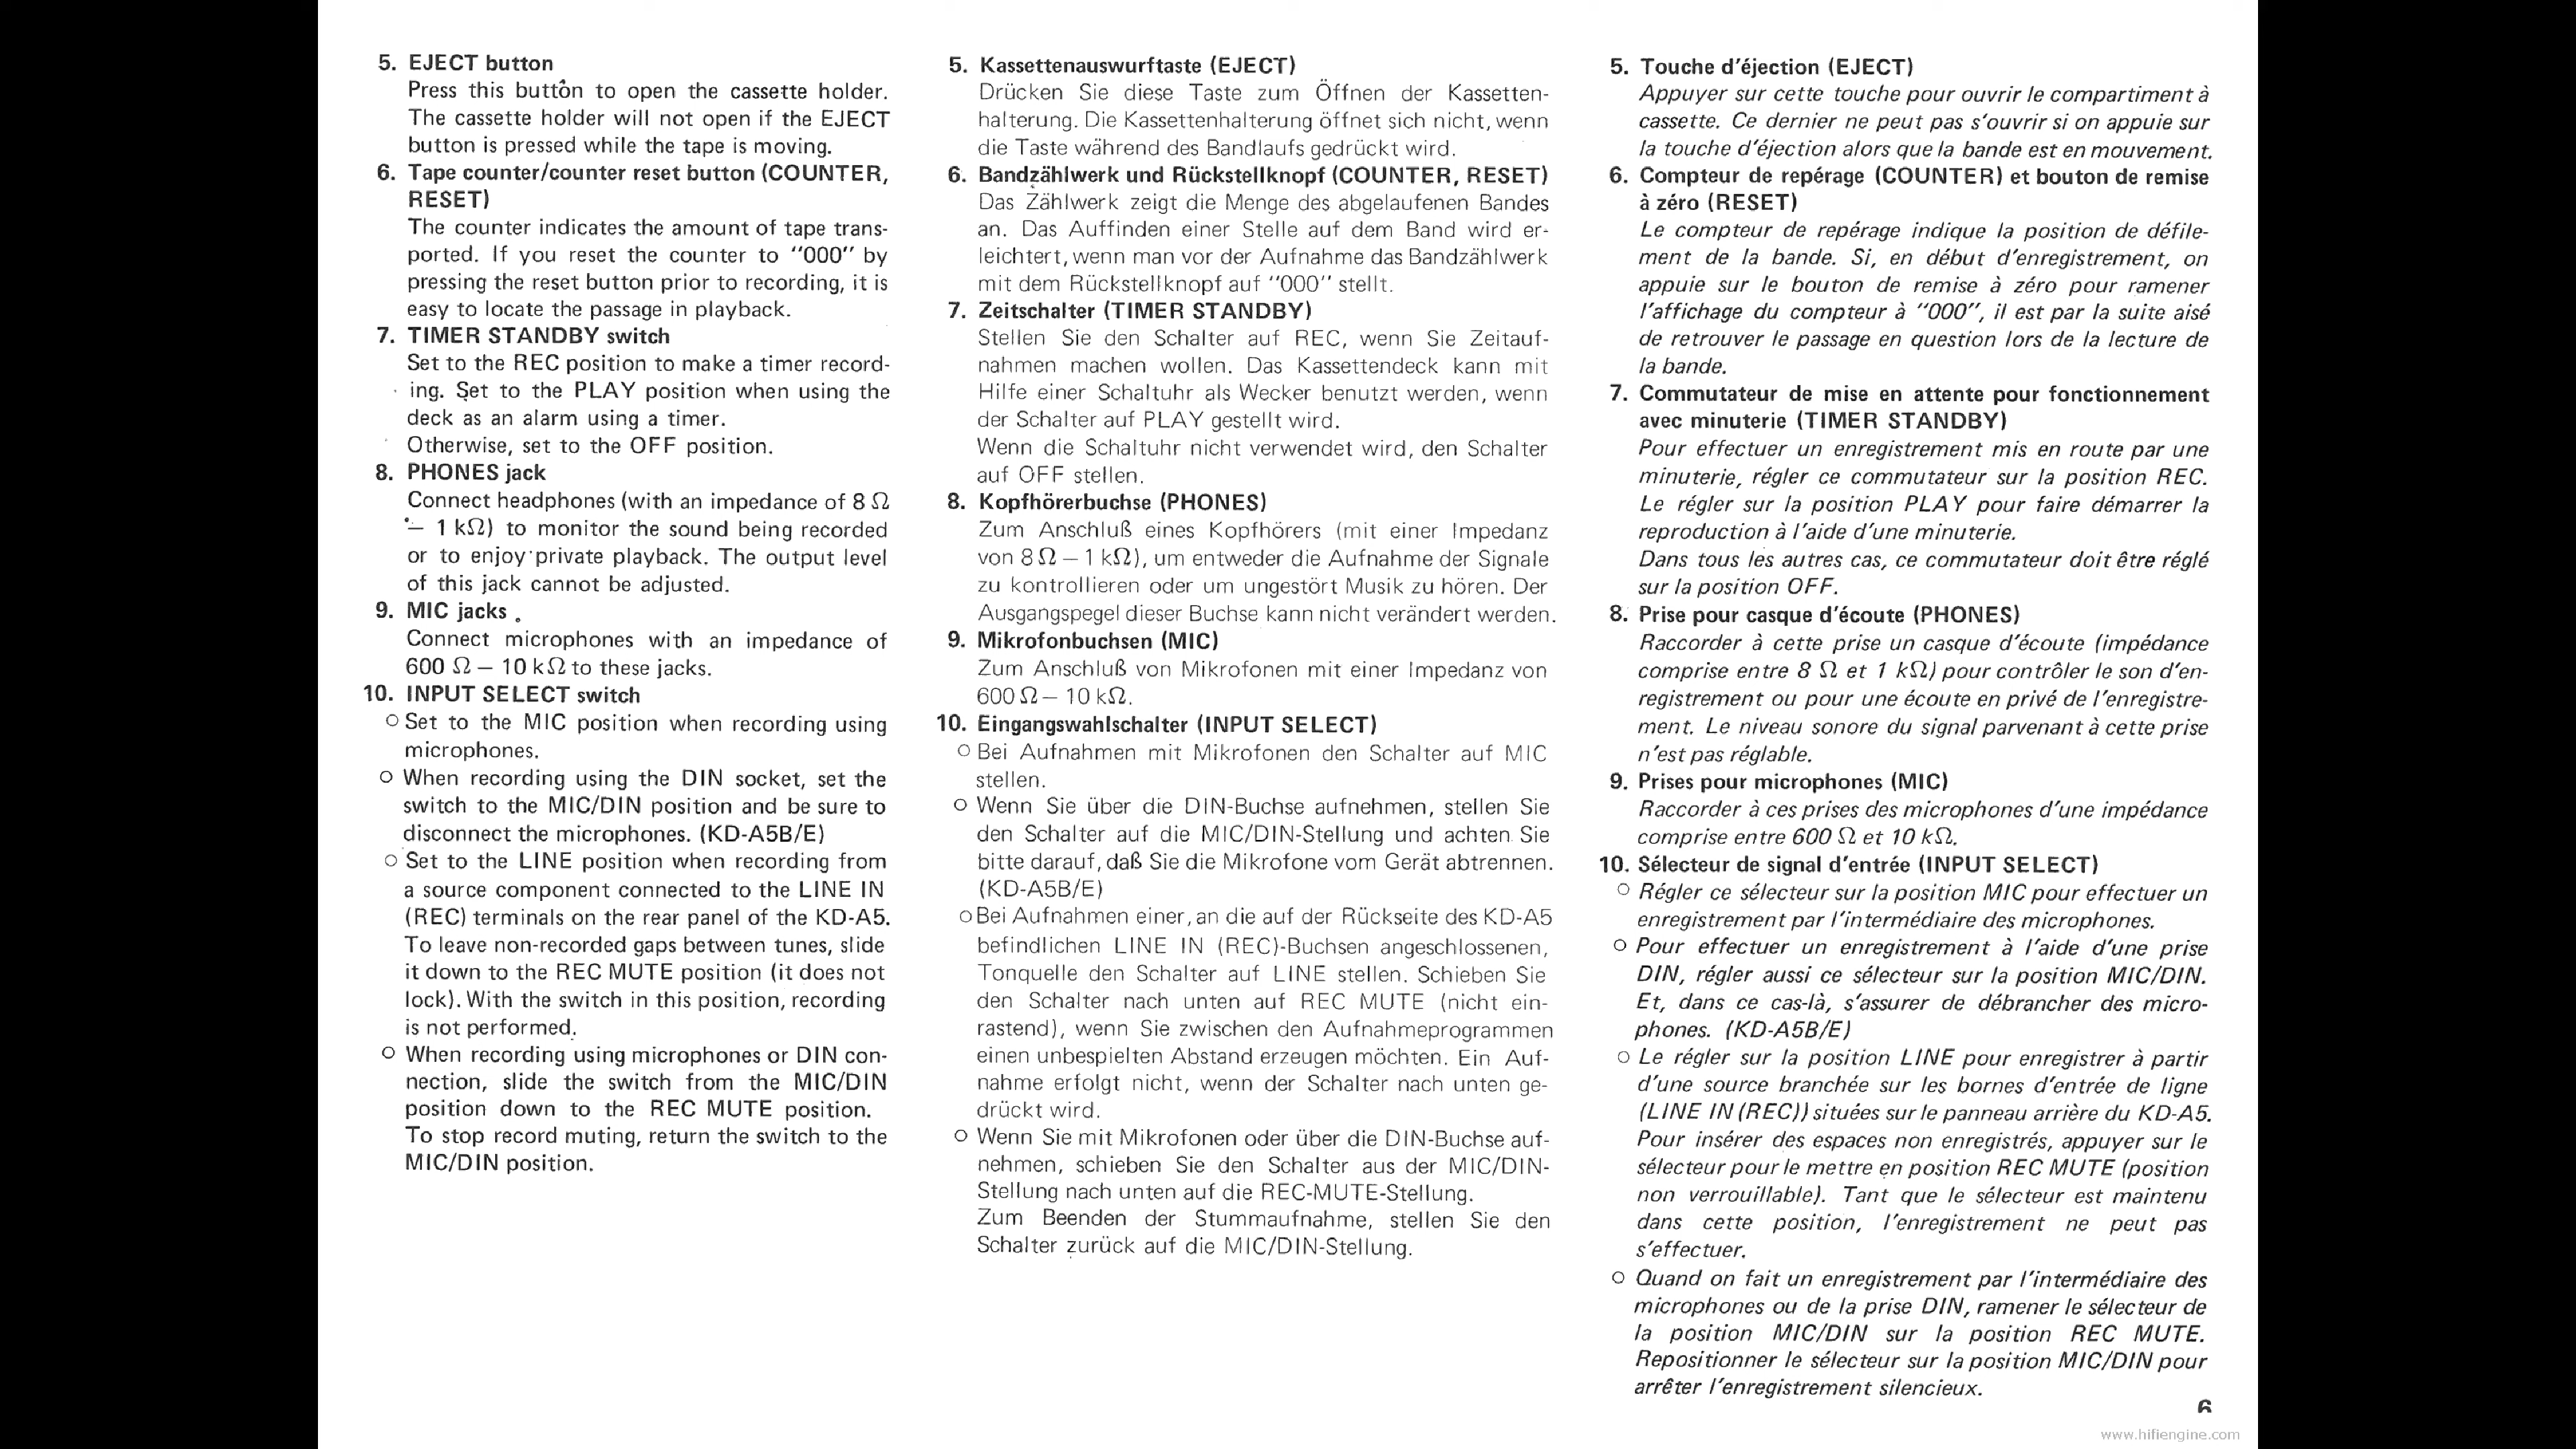 5. EJECT button
Press this button to open the cassette holder.
The cassette holder will not open if the EJECT
button is pressed while the tape is moving.
6. Tape counter/counter reset button (COUNTER,
RESET)
The counter indicates the amount of tape trans-
ported. If you reset the counter to "000" by
pressing the reset button prior to recording, it is
easy to locate the passage in playback.
7. TIMER STANDBY switch
Set to the REC position to make a timer record-
ing. Set to the PLAY position when using the
deck as an alarm using a timer.
Otherwise, set to the OFF position.
8. PHONES jack
Connect headphones (with an impedance of 8 Ω
– 1 kΩ) to monitor the sound being recorded
or to enjoy private playback. The output level
of this jack cannot be adjusted.
9. MIC jacks
Connect microphones with an impedance of
600 Ω – 10 kΩ to these jacks.
10. INPUT SELECT switch
○ Set to the MIC position when recording using
microphones.
○ When recording using the DIN socket, set the
switch to the MIC/DIN position and be sure to
disconnect the microphones. (KD-A5B/E)
○ Set to the LINE position when recording from
a source component connected to the LINE IN
(REC) terminals on the rear panel of the KD-A5.
To leave non-recorded gaps between tunes, slide
it down to the REC MUTE position (it does not
lock). With the switch in this position, recording
is not performed.
○ When recording using microphones or DIN con-
nection, slide the switch from the MIC/DIN
position down to the REC MUTE position.
To stop record muting, return the switch to the
MIC/DIN position.
5. Kassettenauswurftaste (EJECT)
Drücken Sie diese Taste zum Öffnen der Kassetten-
halterung. Die Kassettenhalterung öffnet sich nicht, wenn
die Taste während des Bandlaufs gedrückt wird.
6. Bandzählwerk und Rückstellknopf (COUNTER, RESET)
Das Zählwerk zeigt die Menge des abgelaufenen Bandes
an. Das Auffinden einer Stelle auf dem Band wird er-
leichtert, wenn man vor der Aufnahme das Bandzählwerk
mit dem Rückstellknopf auf "000" stellt.
7. Zeitschalter (TIMER STANDBY)
Stellen Sie den Schalter auf REC, wenn Sie Zeitauf-
nahmen machen wollen. Das Kassettendeck kann mit
Hilfe einer Schaltuhr als Wecker benutzt werden, wenn
der Schalter auf PLAY gestellt wird.
Wenn die Schaltuhr nicht verwendet wird, den Schalter
auf OFF stellen.
8. Kopfhörerbuchse (PHONES)
Zum Anschluß eines Kopfhörers (mit einer Impedanz
von 8 Ω – 1 kΩ), um entweder die Aufnahme der Signale
zu kontrollieren oder um ungestört Musik zu hören. Der
Ausgangspegel dieser Buchse kann nicht verändert werden.
9. Mikrofonbuchsen (MIC)
Zum Anschluß von Mikrofonen mit einer Impedanz von
600 Ω – 10 kΩ.
10. Eingangswahlschalter (INPUT SELECT)
○ Bei Aufnahmen mit Mikrofonen den Schalter auf MIC
stellen.
○ Wenn Sie über die DIN-Buchse aufnehmen, stellen Sie
den Schalter auf die MIC/DIN-Stellung und achten Sie
bitte darauf, daß Sie die Mikrofone vom Gerät abtrennen.
(KD-A5B/E)
○ Bei Aufnahmen einer, an die auf der Rückseite des KD-A5
befindlichen LINE IN (REC)-Buchsen angeschlossenen,
Tonquelle den Schalter auf LINE stellen. Schieben Sie
den Schalter nach unten auf REC MUTE (nicht ein-
rastend), wenn Sie zwischen den Aufnahmeprogrammen
einen unbespielten Abstand erzeugen möchten. Ein Auf-
nahme erfolgt nicht, wenn der Schalter nach unten ge-
drückt wird.
○ Wenn Sie mit Mikrofonen oder über die DIN-Buchse auf-
nehmen, schieben Sie den Schalter aus der MIC/DIN-
Stellung nach unten auf die REC-MUTE-Stellung.
Zum Beenden der Stummaufnahme, stellen Sie den
Schalter zurück auf die MIC/DIN-Stellung.
5. Touche d'éjection (EJECT)
Appuyer sur cette touche pour ouvrir le compartiment à
cassette. Ce dernier ne peut pas s'ouvrir si on appuie sur
la touche d'éjection alors que la bande est en mouvement.
6. Compteur de repérage (COUNTER) et bouton de remise
à zéro (RESET)
Le compteur de repérage indique la position de défile-
ment de la bande. Si, en début d'enregistrement, on
appuie sur le bouton de remise à zéro pour ramener
l'affichage du compteur à "000", il est par la suite aisé
de retrouver le passage en question lors de la lecture de
la bande.
7. Commutateur de mise en attente pour fonctionnement
avec minuterie (TIMER STANDBY)
Pour effectuer un enregistrement mis en route par une
minuterie, régler ce commutateur sur la position REC.
Le régler sur la position PLAY pour faire démarrer la
reproduction à l'aide d'une minuterie.
Dans tous les autres cas, ce commutateur doit être réglé
sur la position OFF.
8. Prise pour casque d'écoute (PHONES)
Raccorder à cette prise un casque d'écoute (impédance
comprise entre 8 Ω et 1 kΩ) pour contrôler le son d'en-
registrement ou pour une écoute en privé de l'enregistre-
ment. Le niveau sonore du signal parvenant à cette prise
n'est pas réglable.
9. Prises pour microphones (MIC)
Raccorder à ces prises des microphones d'une impédance
comprise entre 600 Ω et 10 kΩ.
10. Sélecteur de signal d'entrée (INPUT SELECT)
○ Régler ce sélecteur sur la position MIC pour effectuer un
enregistrement par l'intermédiaire des microphones.
○ Pour effectuer un enregistrement à l'aide d'une prise
DIN, régler aussi ce sélecteur sur la position MIC/DIN.
Et, dans ce cas-là, s'assurer de débrancher des micro-
phones. (KD-A5B/E)
○ Le régler sur la position LINE pour enregistrer à partir
d'une source branchée sur les bornes d'entrée de ligne
(LINE IN (REC)) situées sur le panneau arrière du KD-A5.
Pour insérer des espaces non enregistrés, appuyer sur le
sélecteur pour le mettre en position REC MUTE (position
non verrouillable). Tant que le sélecteur est maintenu
dans cette position, l'enregistrement ne peut pas
s'effectuer.
○ Quand on fait un enregistrement par l'intermédiaire des
microphones ou de la prise DIN, ramener le sélecteur de
la position MIC/DIN sur la position REC MUTE.
Repositionner le sélecteur sur la position MIC/DIN pour
arrêter l'enregistrement silencieux.
6
www.hifiengine.com